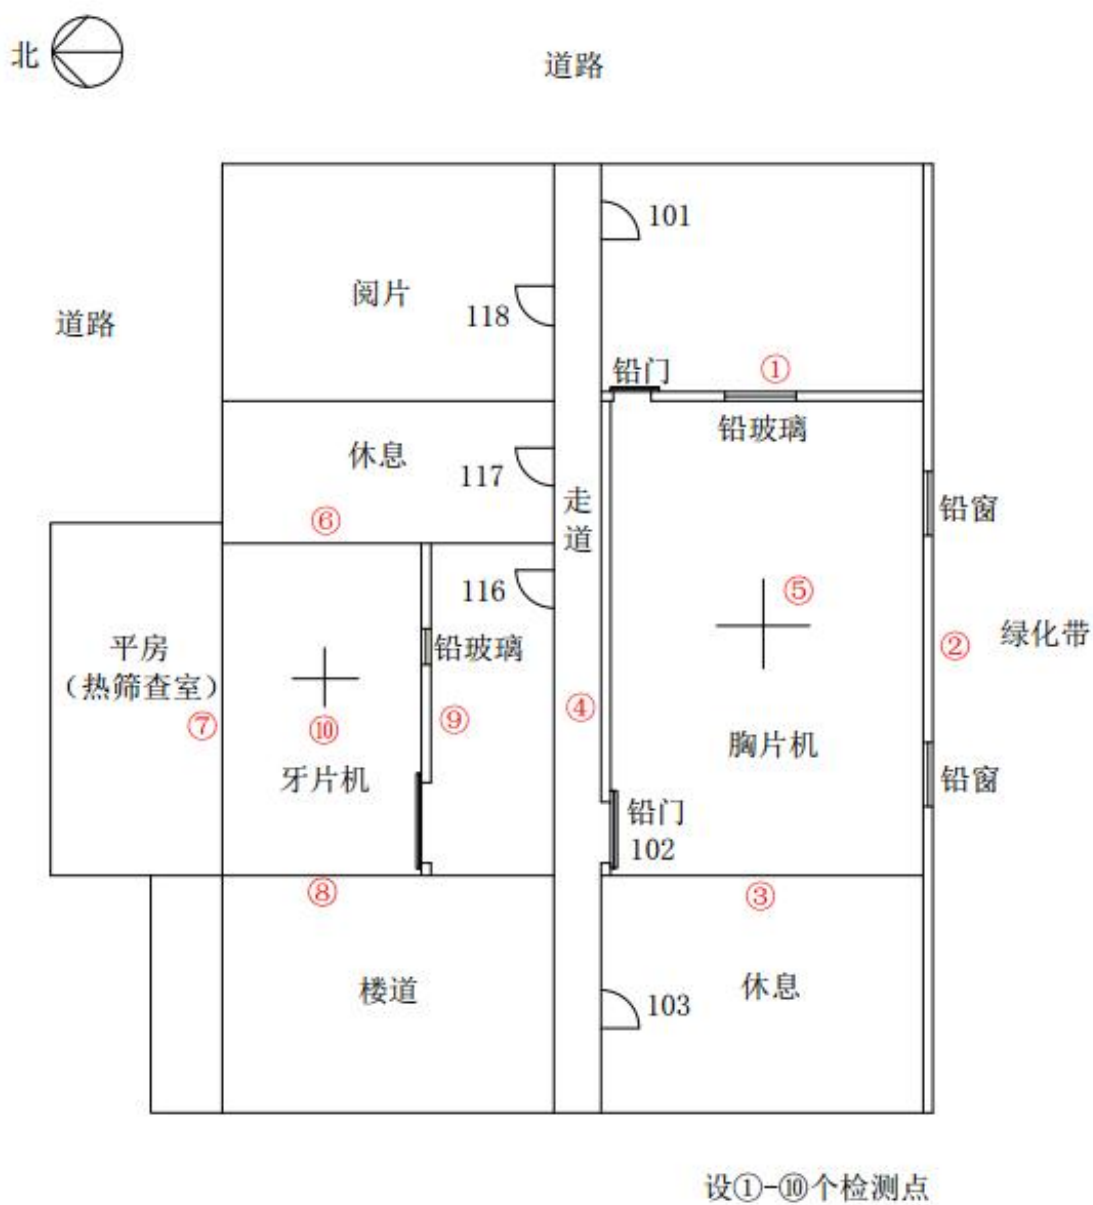 北
道路
101
阅片
118
道路
铅门
①
铅玻璃
休息
117
走
道
铅窗
⑥
116
⑤
平房
（热筛查室）
铅玻璃
②
绿化带
⑦
⑩
⑨
④
胸片机
牙片机
铅窗
铅门
102
⑧
③
楼道
休息
103
设①-⑩个检测点